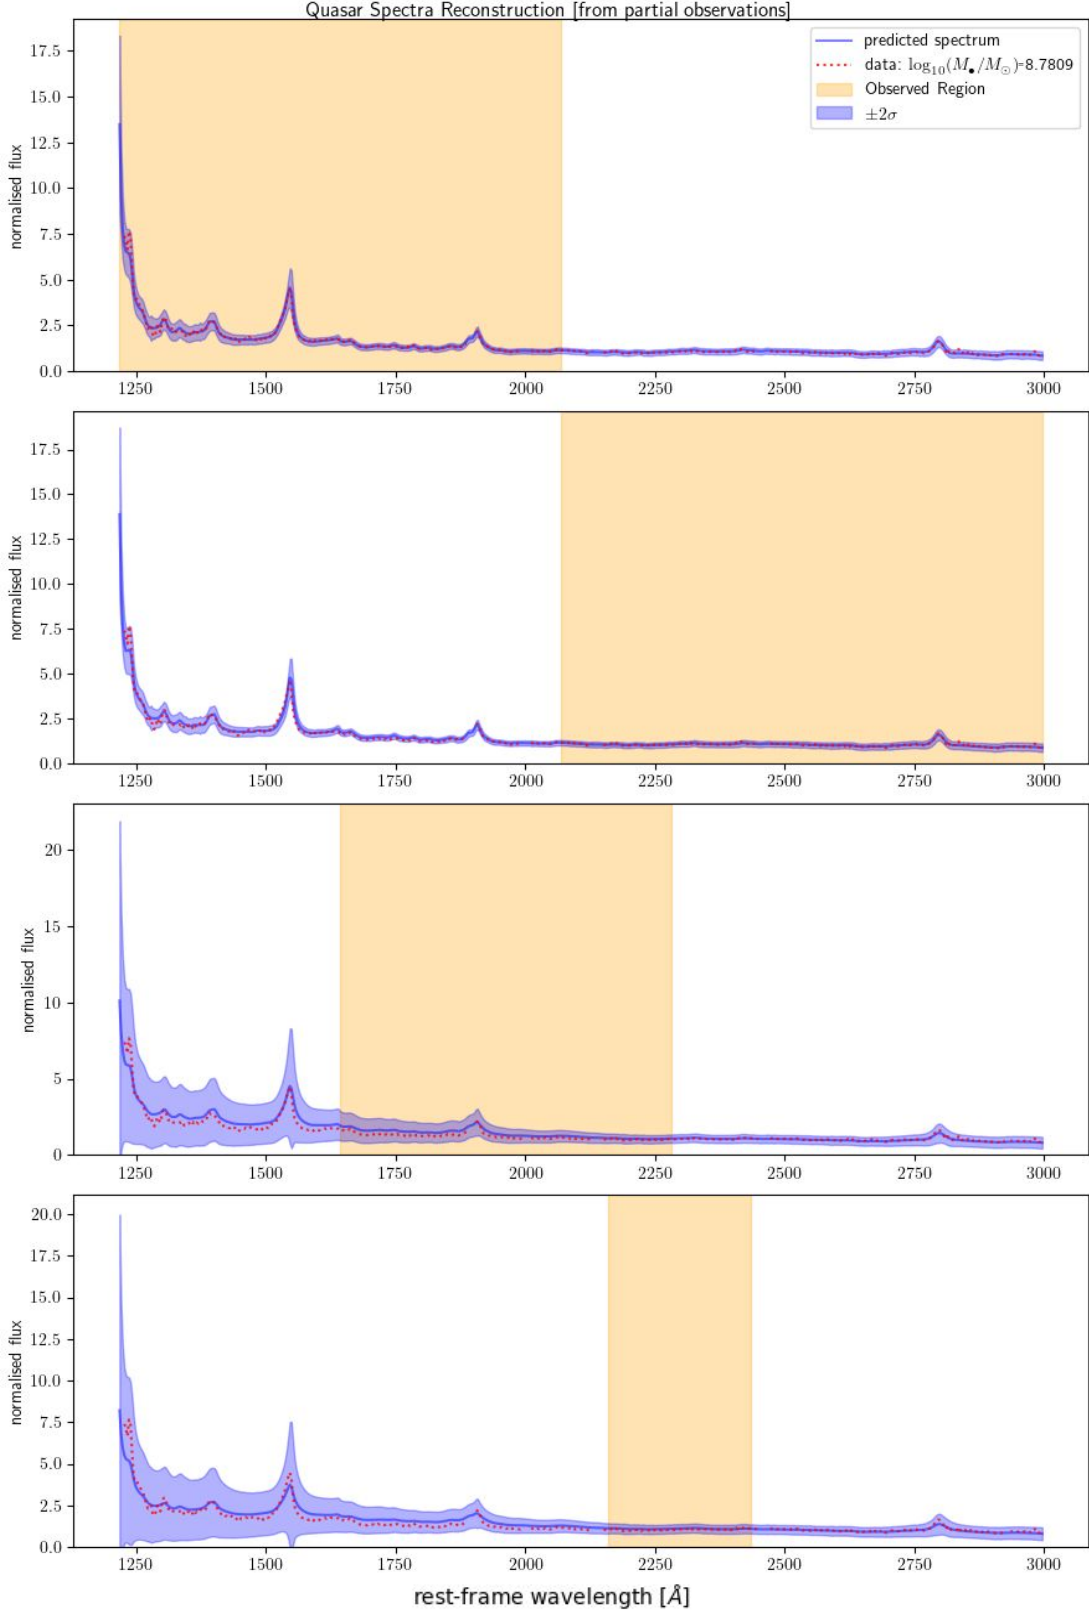 Quasar Spectra Reconstruction [from partial observations]
17.5
15.0
12.5
10.0
7.5
5.0
2.5
0.0
normalised flux
predicted spectrum
data: log₁₀(M•/M⊙)=8.7809
Observed Region
±2σ
1250 1500 1750 2000 2250 2500 2750 3000
17.5
15.0
12.5
10.0
7.5
5.0
2.5
0.0
normalised flux
1250 1500 1750 2000 2250 2500 2750 3000
20
15
10
5
0
normalised flux
1250 1500 1750 2000 2250 2500 2750 3000
20.0
17.5
15.0
12.5
10.0
7.5
5.0
2.5
0.0
normalised flux
1250 1500 1750 2000 2250 2500 2750 3000
rest-frame wavelength [Å]